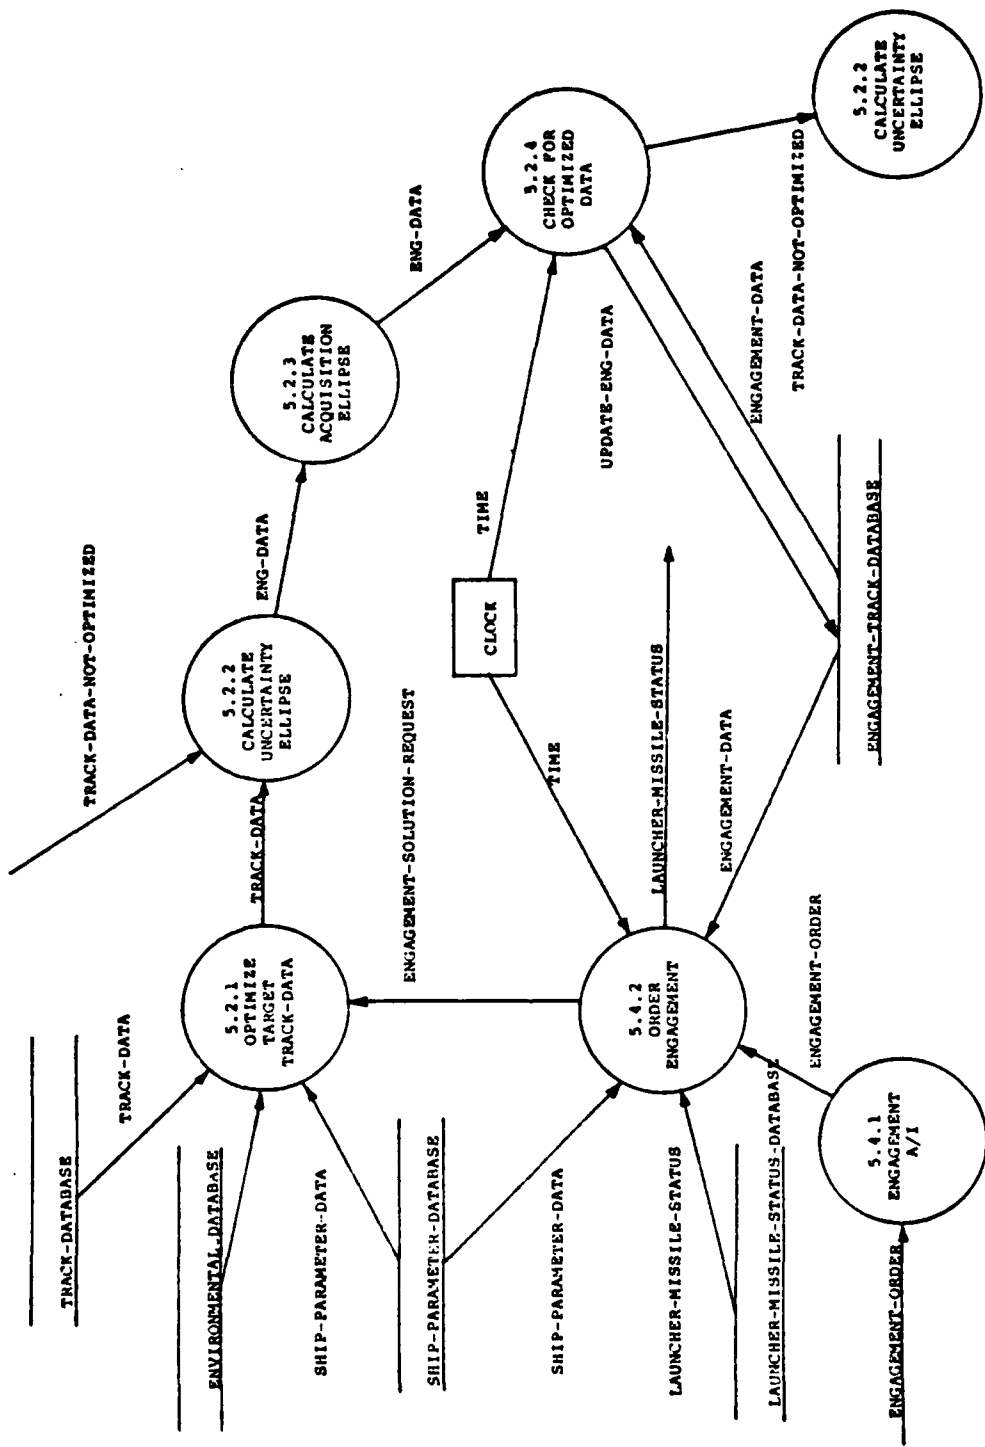 TRACK-DATABASE
TRACK-DATA
ENVIRONMENTAL-DATABASE
SHIP-PARAMETER-DATA
SHIP-PARAMETER-DATABASE
SHIP-PARAMETER-DATA
LAUNCHER-MISSILE-STATUS
LAUNCHER-MISSILE-STATUS-DATABASE
ENGAGEMENT-ORDER
5.4.1
ENGAGEMENT
A/I
ENGAGEMENT-ORDER
5.2.1
OPTIMIZE
TARGET
TRACK-DATA
5.4.2
ORDER
ENGAGEMENT
ENGAGEMENT-SOLUTION-REQUEST
TRACK-DATA
TRACK-DATA-NOT-OPTIMIZED
5.2.2
CALCULATE
UNCERTAINTY
ELLIPSE
ENG-DATA
TIME
LAUNCHER-MISSILE-STATUS
ENGAGEMENT-DATA
CLOCK
TIME
5.2.3
CALCULATE
ACQUISITION
ELLIPSE
ENG-DATA
UPDATE-ENG-DATA
ENGAGEMENT-DATA
ENGAGEMENT-TRACK-DATABASE
TRACK-DATA-NOT-OPTIMIZED
5.2.4
CHECK FOR
OPTIMIZED
DATA
5.2.2
CALCULATE
UNCERTAINTY
ELLIPSE